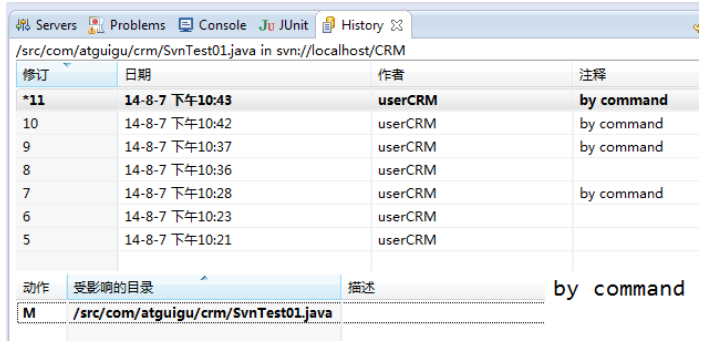 Servers Problems Console JUnit History
/src/com/atguigu/crm/SvnTest01.java in svn://localhost/CRM
修订 日期 作者 注释
*11 14-8-7 下午10:43 userCRM by command
10 14-8-7 下午10:42 userCRM by command
9 14-8-7 下午10:37 userCRM by command
8 14-8-7 下午10:36 userCRM
7 14-8-7 下午10:28 userCRM by command
6 14-8-7 下午10:23 userCRM
5 14-8-7 下午10:21 userCRM
动作 受影响的目录 描述 by command
M /src/com/atguigu/crm/SvnTest01.java